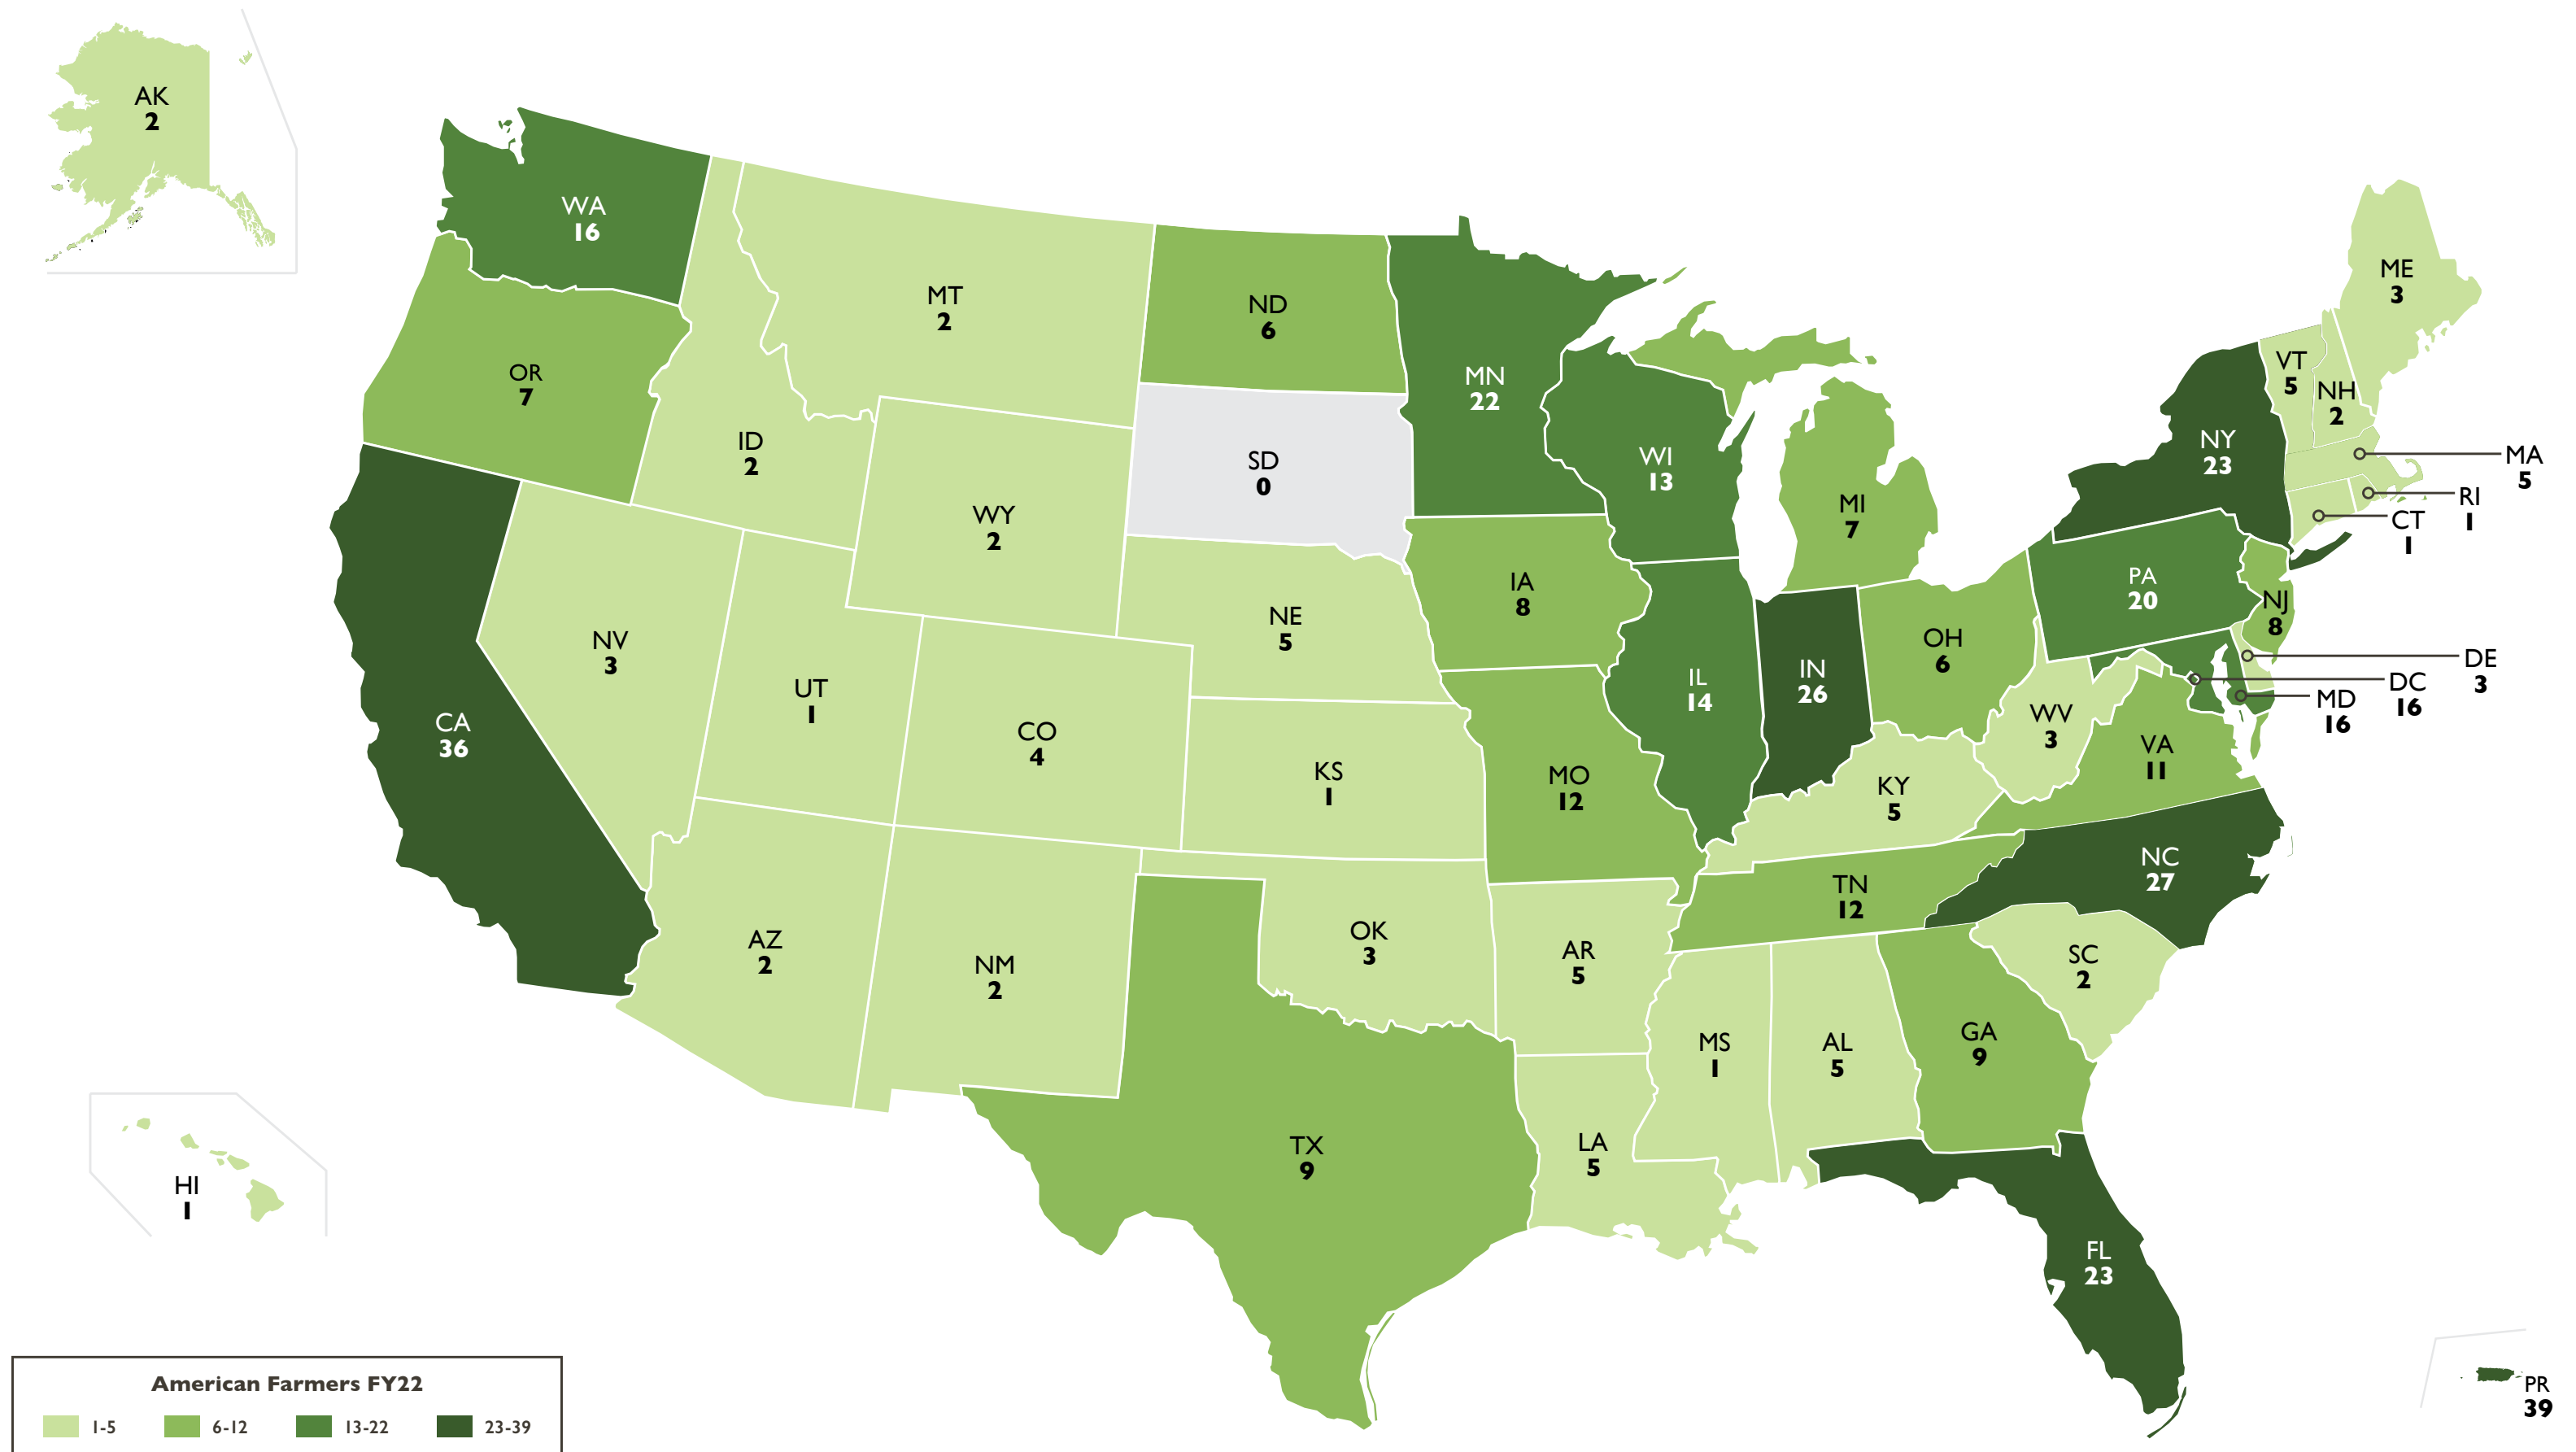 AK
2
WA
16
MT
2
ND
6
ME
3
OR
7
MN
22
VT
5
NH
2
ID
2
SD
0
WI
13
NY
23
MA
5
RI
1
CT
1
WY
2
MI
7
IA
8
PA
20
NJ
8
NE
5
NV
3
OH
6
DE
3
DC
16
MD
16
UT
1
IL
14
IN
26
CA
36
CO
4
WV
3
VA
11
KS
1
MO
12
KY
5
NC
27
TN
12
AZ
2
NM
2
OK
3
AR
5
SC
2
MS
1
AL
5
GA
9
TX
9
LA
5
HI
1
FL
23
PR
39
American Farmers FY22
1-5
6-12
13-22
23-39